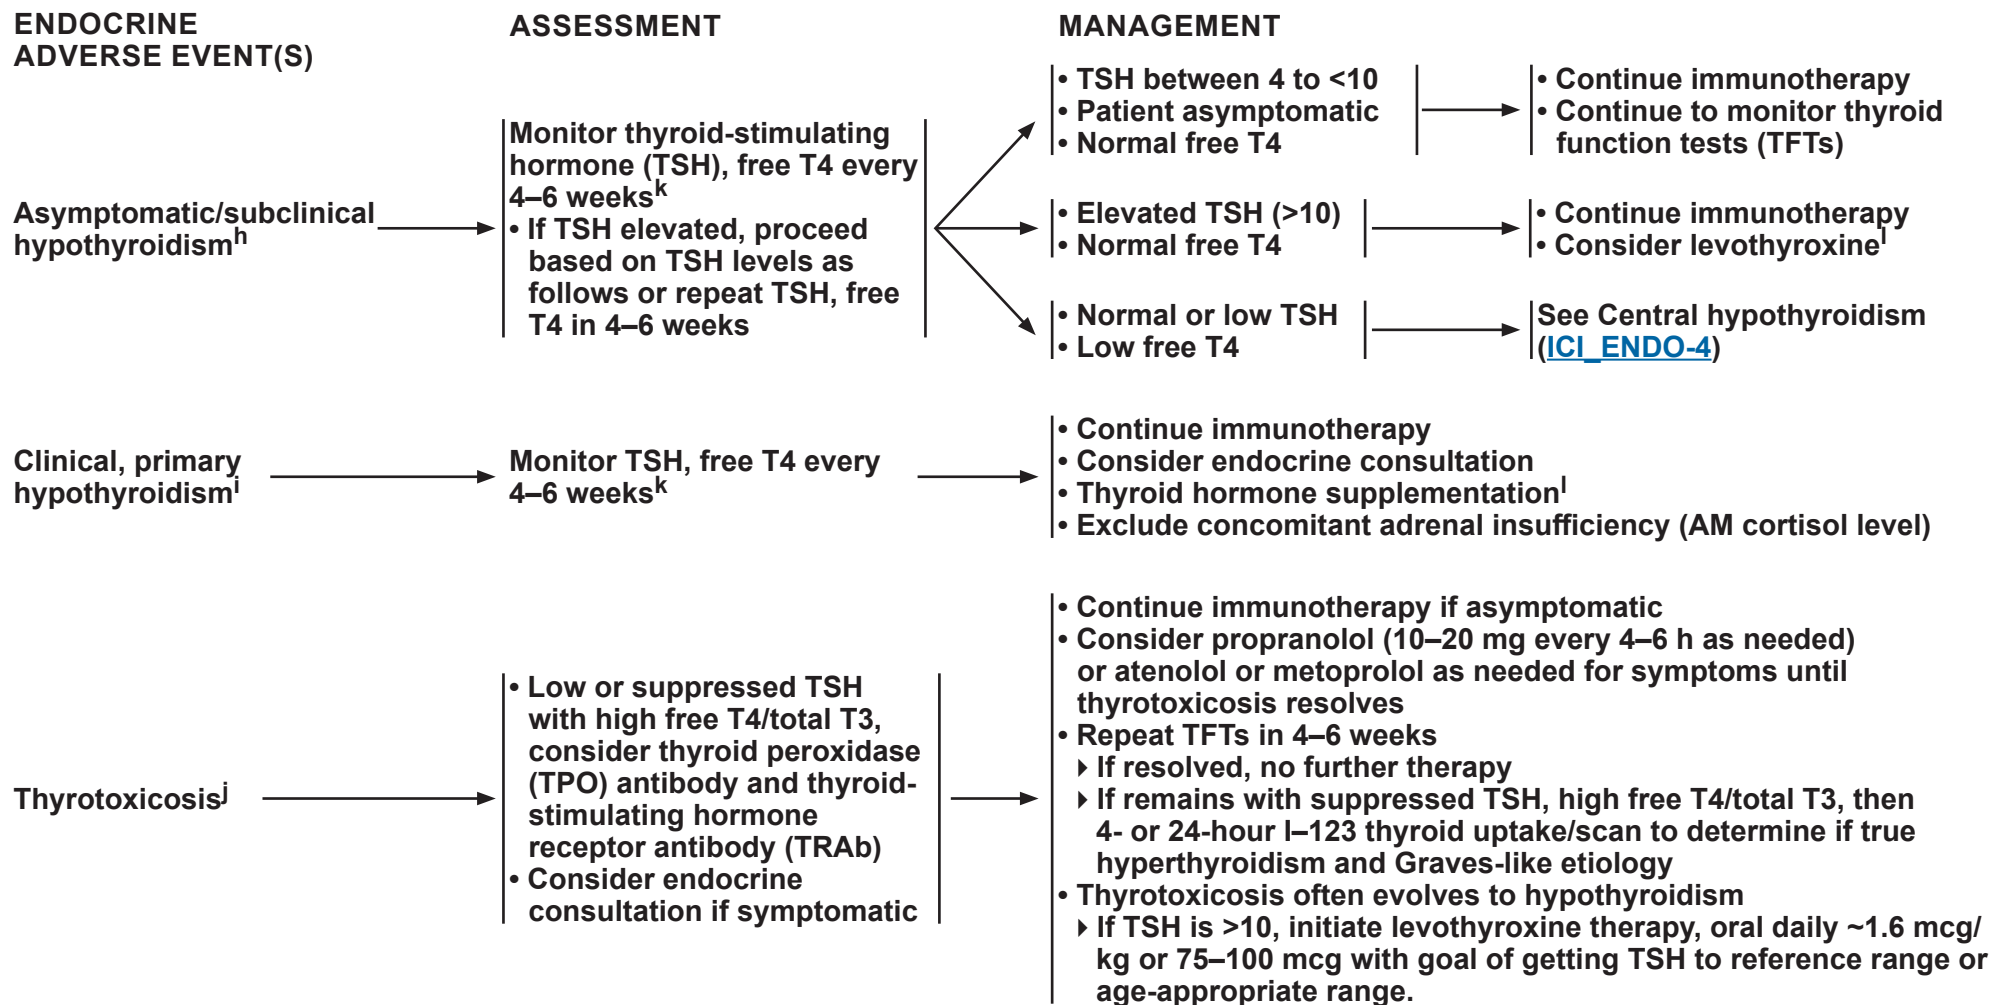 ENDOCRINE
ADVERSE EVENT(S)
ASSESSMENT
MANAGEMENT
Asymptomatic/subclinical
hypothyroidismʰ
Monitor thyroid-stimulating
hormone (TSH), free T4 every
4–6 weeksᵏ
• If TSH elevated, proceed
based on TSH levels as
follows or repeat TSH, free
T4 in 4–6 weeks
• TSH between 4 to <10
• Patient asymptomatic
• Normal free T4
• Continue immunotherapy
• Continue to monitor thyroid
function tests (TFTs)
• Elevated TSH (>10)
• Normal free T4
• Continue immunotherapy
• Consider levothyroxineˡ
• Normal or low TSH
• Low free T4
See Central hypothyroidism
(ICI_ENDO-4)
Clinical, primary
hypothyroidismⁱ
Monitor TSH, free T4 every
4–6 weeksᵏ
• Continue immunotherapy
• Consider endocrine consultation
• Thyroid hormone supplementationˡ
• Exclude concomitant adrenal insufficiency (AM cortisol level)
Thyrotoxicosisʲ
• Low or suppressed TSH
with high free T4/total T3,
consider thyroid peroxidase
(TPO) antibody and thyroid-
stimulating hormone
receptor antibody (TRAb)
• Consider endocrine
consultation if symptomatic
• Continue immunotherapy if asymptomatic
• Consider propranolol (10–20 mg every 4–6 h as needed)
or atenolol or metoprolol as needed for symptoms until
thyrotoxicosis resolves
• Repeat TFTs in 4–6 weeks
▸ If resolved, no further therapy
▸ If remains with suppressed TSH, high free T4/total T3, then
4- or 24-hour I–123 thyroid uptake/scan to determine if true
hyperthyroidism and Graves-like etiology
• Thyrotoxicosis often evolves to hypothyroidism
▸ If TSH is >10, initiate levothyroxine therapy, oral daily ~1.6 mcg/
kg or 75–100 mcg with goal of getting TSH to reference range or
age-appropriate range.